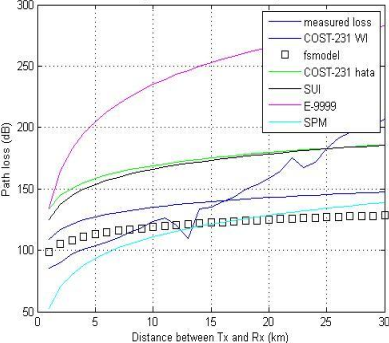 300
250
200
150
100
50
0
5
10
15
20
25
30
Path loss (dB)
Distance between Tx and Rx (km)
measured loss
COST-231 WI
fsmodel
COST-231 hata
SUI
E-9999
SPM